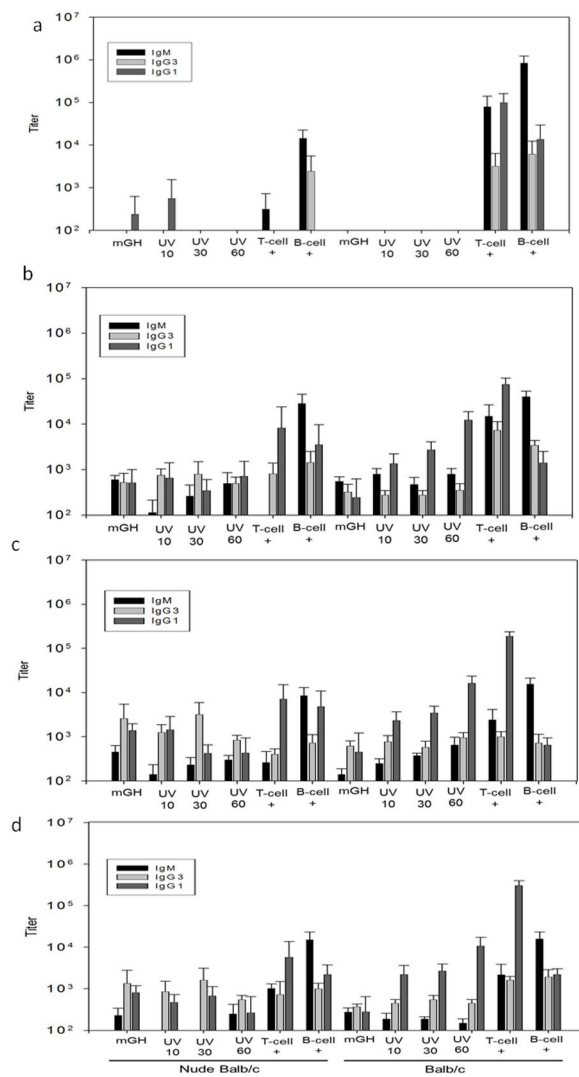 a
10⁷
IgM
IgG3
IgG1
10⁶
10⁵
Titer
10⁴
10³
10²
mGH UV 10 UV 30 UV 60 T-cell + B-cell + mGH UV 10 UV 30 UV 60 T-cell + B-cell +
b
10⁷
IgM
IgG3
IgG1
10⁶
10⁵
Titer
10⁴
10³
10²
mGH UV 10 UV 30 UV 60 T-cell + B-cell + mGH UV 10 UV 30 UV 60 T-cell + B-cell +
c
10⁷
IgM
IgG3
IgG1
10⁶
10⁵
Titer
10⁴
10³
10²
mGH UV 10 UV 30 UV 60 T-cell + B-cell + mGH UV 10 UV 30 UV 60 T-cell + B-cell +
d
10⁷
IgM
IgG3
IgG1
10⁶
10⁵
Titer
10⁴
10³
10²
mGH UV 10 UV 30 UV 60 T-cell + B-cell + mGH UV 10 UV 30 UV 60 T-cell + B-cell +
Nude Balb/c Balb/c